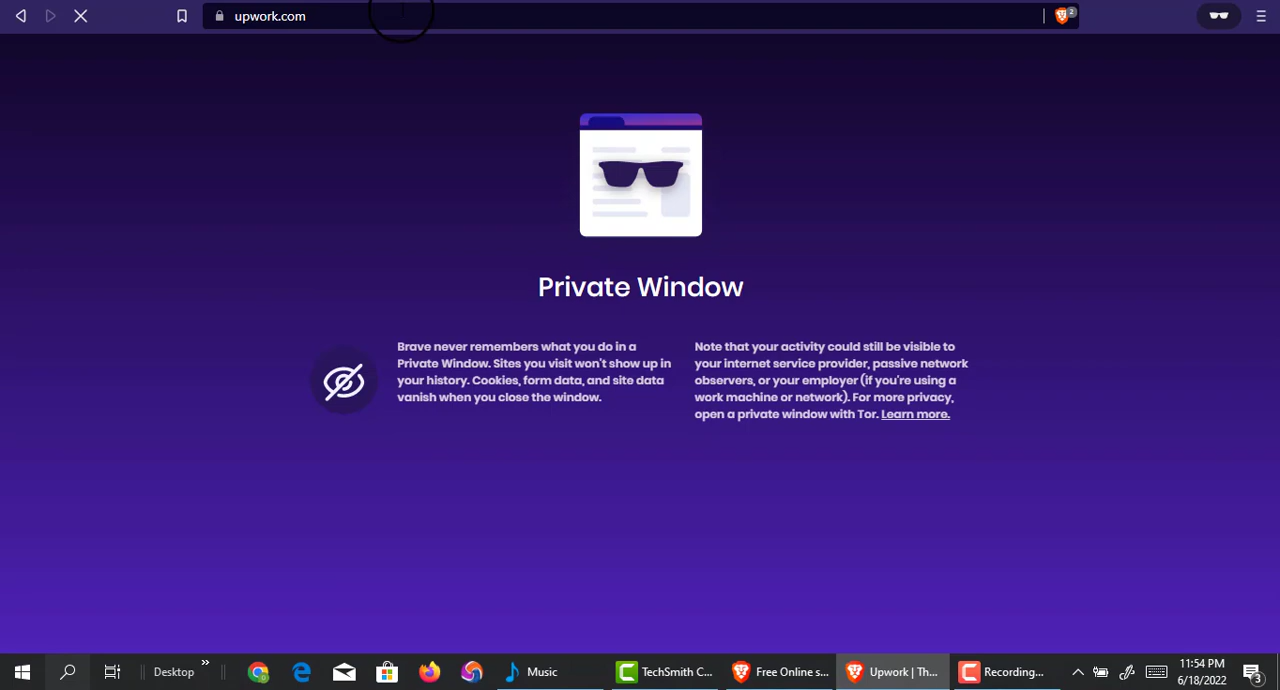 upwork.com
2
Private Window
Brave never remembers what you do in a
Private Window. Sites you visit won't show up in
your history. Cookies, form data, and site data
vanish when you close the window.
Note that your activity could still be visible to
your internet service provider, passive network
observers, or your employer (if you're using a
work machine or network). For more privacy,
open a private window with Tor. Learn more.
Desktop
»
Music
TechSmith C...
Free Online s...
Upwork | Th...
Recording...
11:54 PM
6/18/2022
3